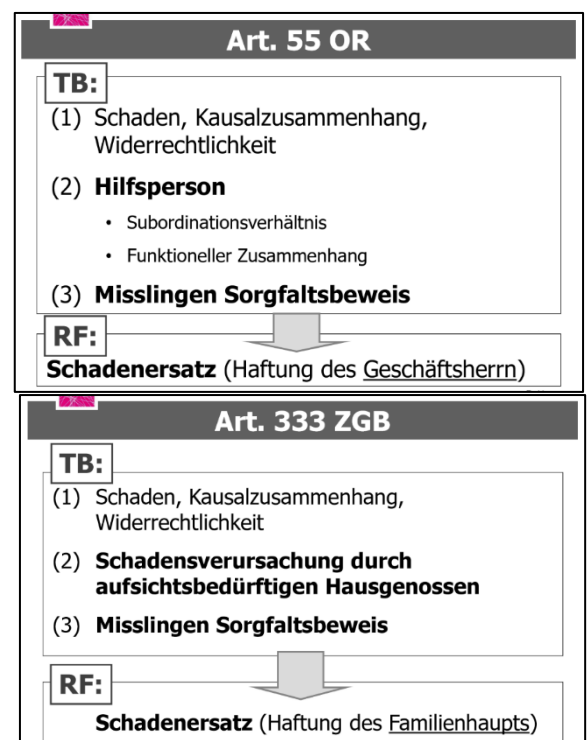 Art. 55 OR
TB:
(1) Schaden, Kausalzusammenhang,
Widerrechtlichkeit
(2) Hilfsperson
• Subordinationsverhältnis
• Funktioneller Zusammenhang
(3) Misslingen Sorgfaltsbeweis
RF:
Schadenersatz (Haftung des Geschäftsherrn)
Art. 333 ZGB
TB:
(1) Schaden, Kausalzusammenhang,
Widerrechtlichkeit
(2) Schadensverursachung durch
aufsichtsbedürftigen Hausgenossen
(3) Misslingen Sorgfaltsbeweis
RF:
Schadenersatz (Haftung des Familienhaupts)